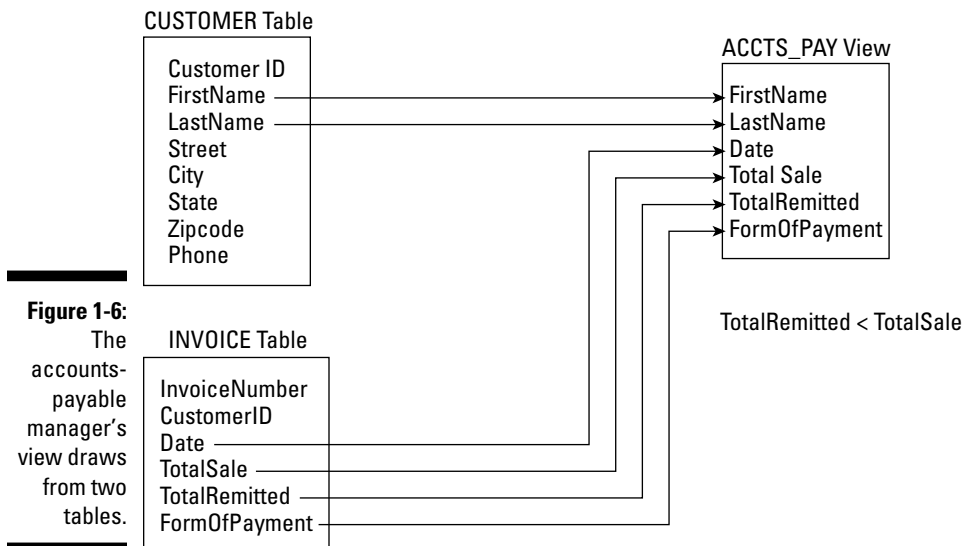 CUSTOMER Table
Customer ID
FirstName
LastName
Street
City
State
Zipcode
Phone
ACCTS_PAY View
FirstName
LastName
Date
Total Sale
TotalRemitted
FormOfPayment
TotalRemitted < TotalSale
Figure 1-6:
The
accounts-
payable
manager's
view draws
from two
tables.
INVOICE Table
InvoiceNumber
CustomerID
Date
TotalSale
TotalRemitted
FormOfPayment